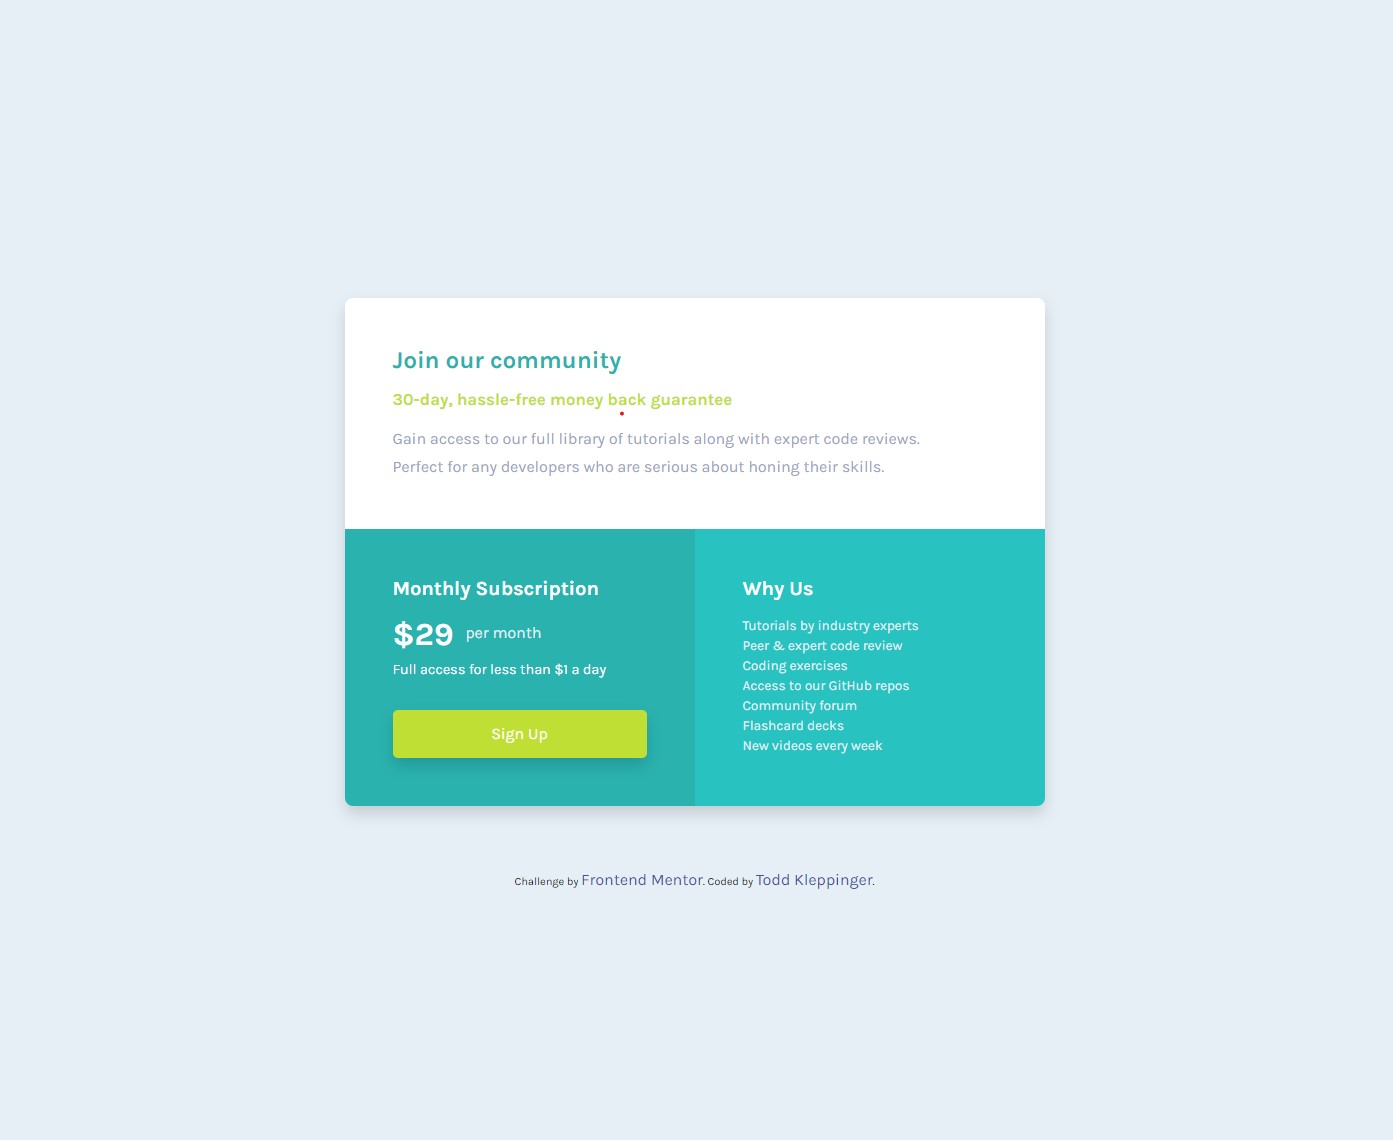 Join our community
30-day, hassle-free money back guarantee
Gain access to our full library of tutorials along with expert code reviews.
Perfect for any developers who are serious about honing their skills.
Monthly Subscription
$29 per month
Full access for less than $1 a day
Sign Up
Why Us
Tutorials by industry experts
Peer & expert code review
Coding exercises
Access to our GitHub repos
Community forum
Flashcard decks
New videos every week
Challenge by Frontend Mentor. Coded by Todd Kleppinger.